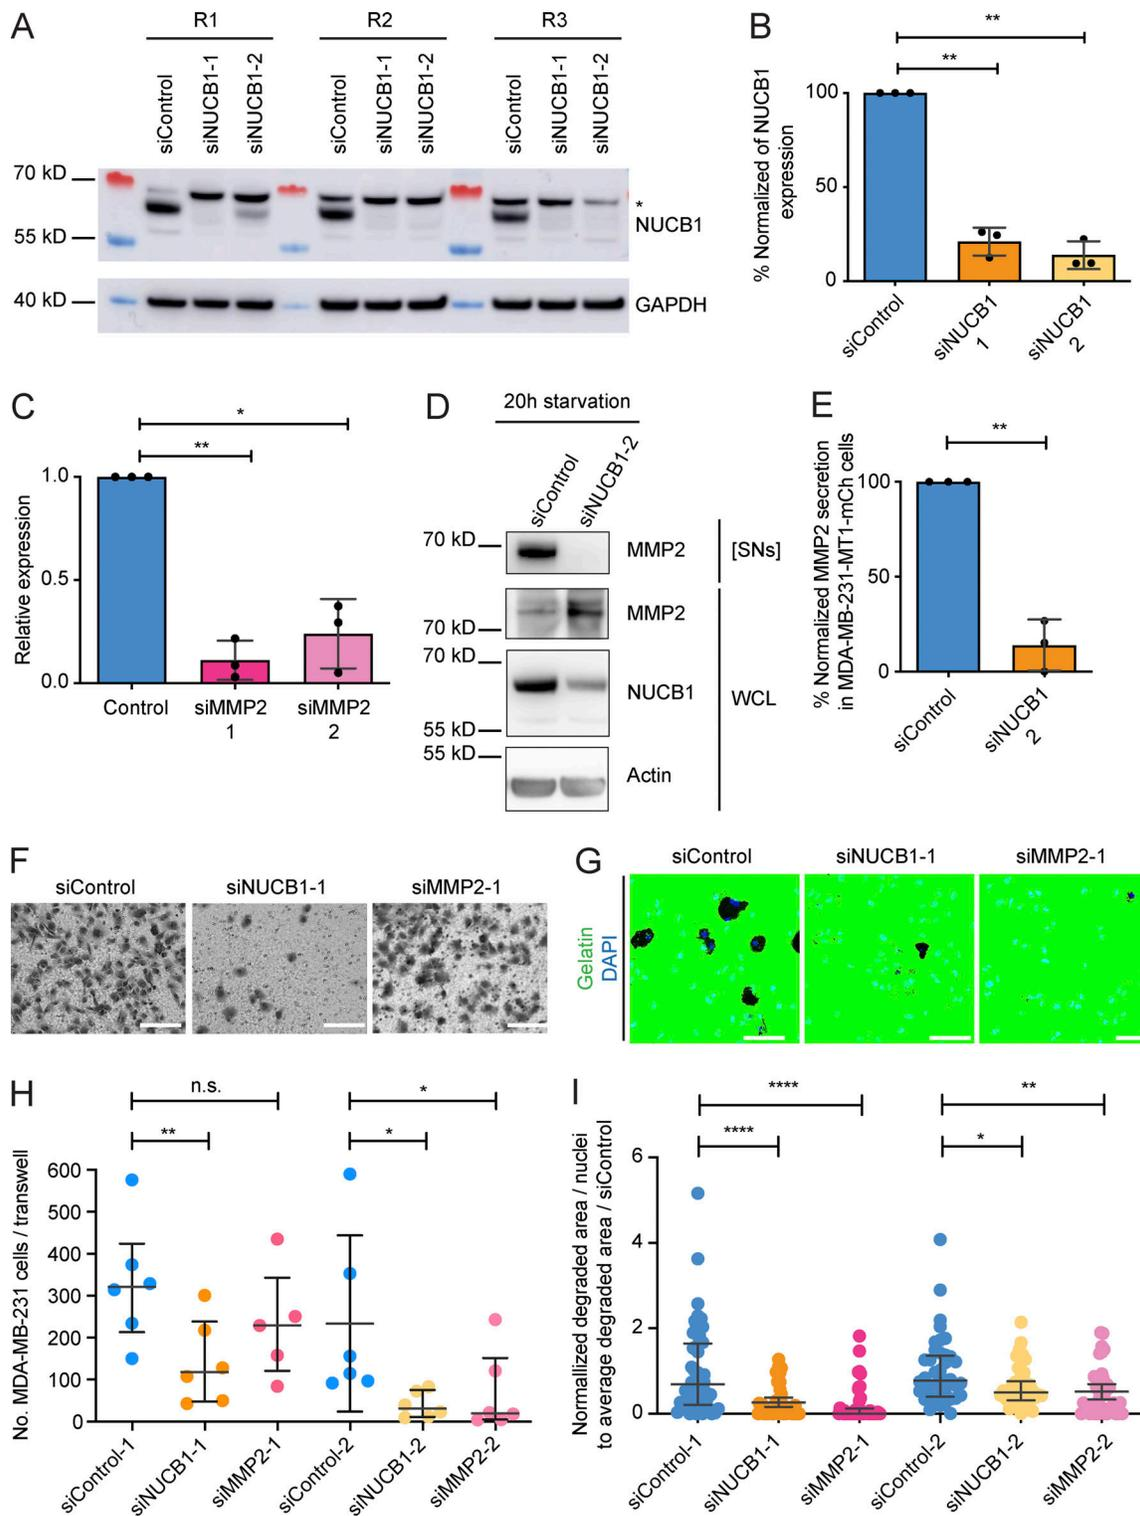 A
R1
R2
R3
siControl
siNUCB1-1
siNUCB1-2
siControl
siNUCB1-1
siNUCB1-2
siControl
siNUCB1-1
siNUCB1-2
70 kD
*
NUCB1
55 kD
40 kD
GAPDH
B
**
**
% Normalized of NUCB1
expression
100
50
0
siControl
siNUCB1
1
siNUCB1
2
C
*
**
Relative expression
1.0
0.5
0.0
Control
siMMP2
1
siMMP2
2
D
20h starvation
siControl
siNUCB1-2
70 kD
MMP2
[SNs]
MMP2
70 kD
70 kD
NUCB1
WCL
55 kD
55 kD
Actin
E
**
% Normalized MMP2 secretion
in MDA-MB-231-MT1-mCh cells
100
50
0
siControl
siNUCB1
2
F
siControl
siNUCB1-1
siMMP2-1
G
siControl
siNUCB1-1
siMMP2-1
Gelatin
DAPI
H
n.s.
*
**
*
No. MDA-MB-231 cells / transwell
600
500
400
300
200
100
0
siControl-1
siNUCB1-1
siMMP2-1
siControl-2
siNUCB1-2
siMMP2-2
I
****
**
****
*
Normalized degraded area / nuclei
to average degraded area / siControl
6
4
2
0
siControl-1
siNUCB1-1
siMMP2-1
siControl-2
siNUCB1-2
siMMP2-2